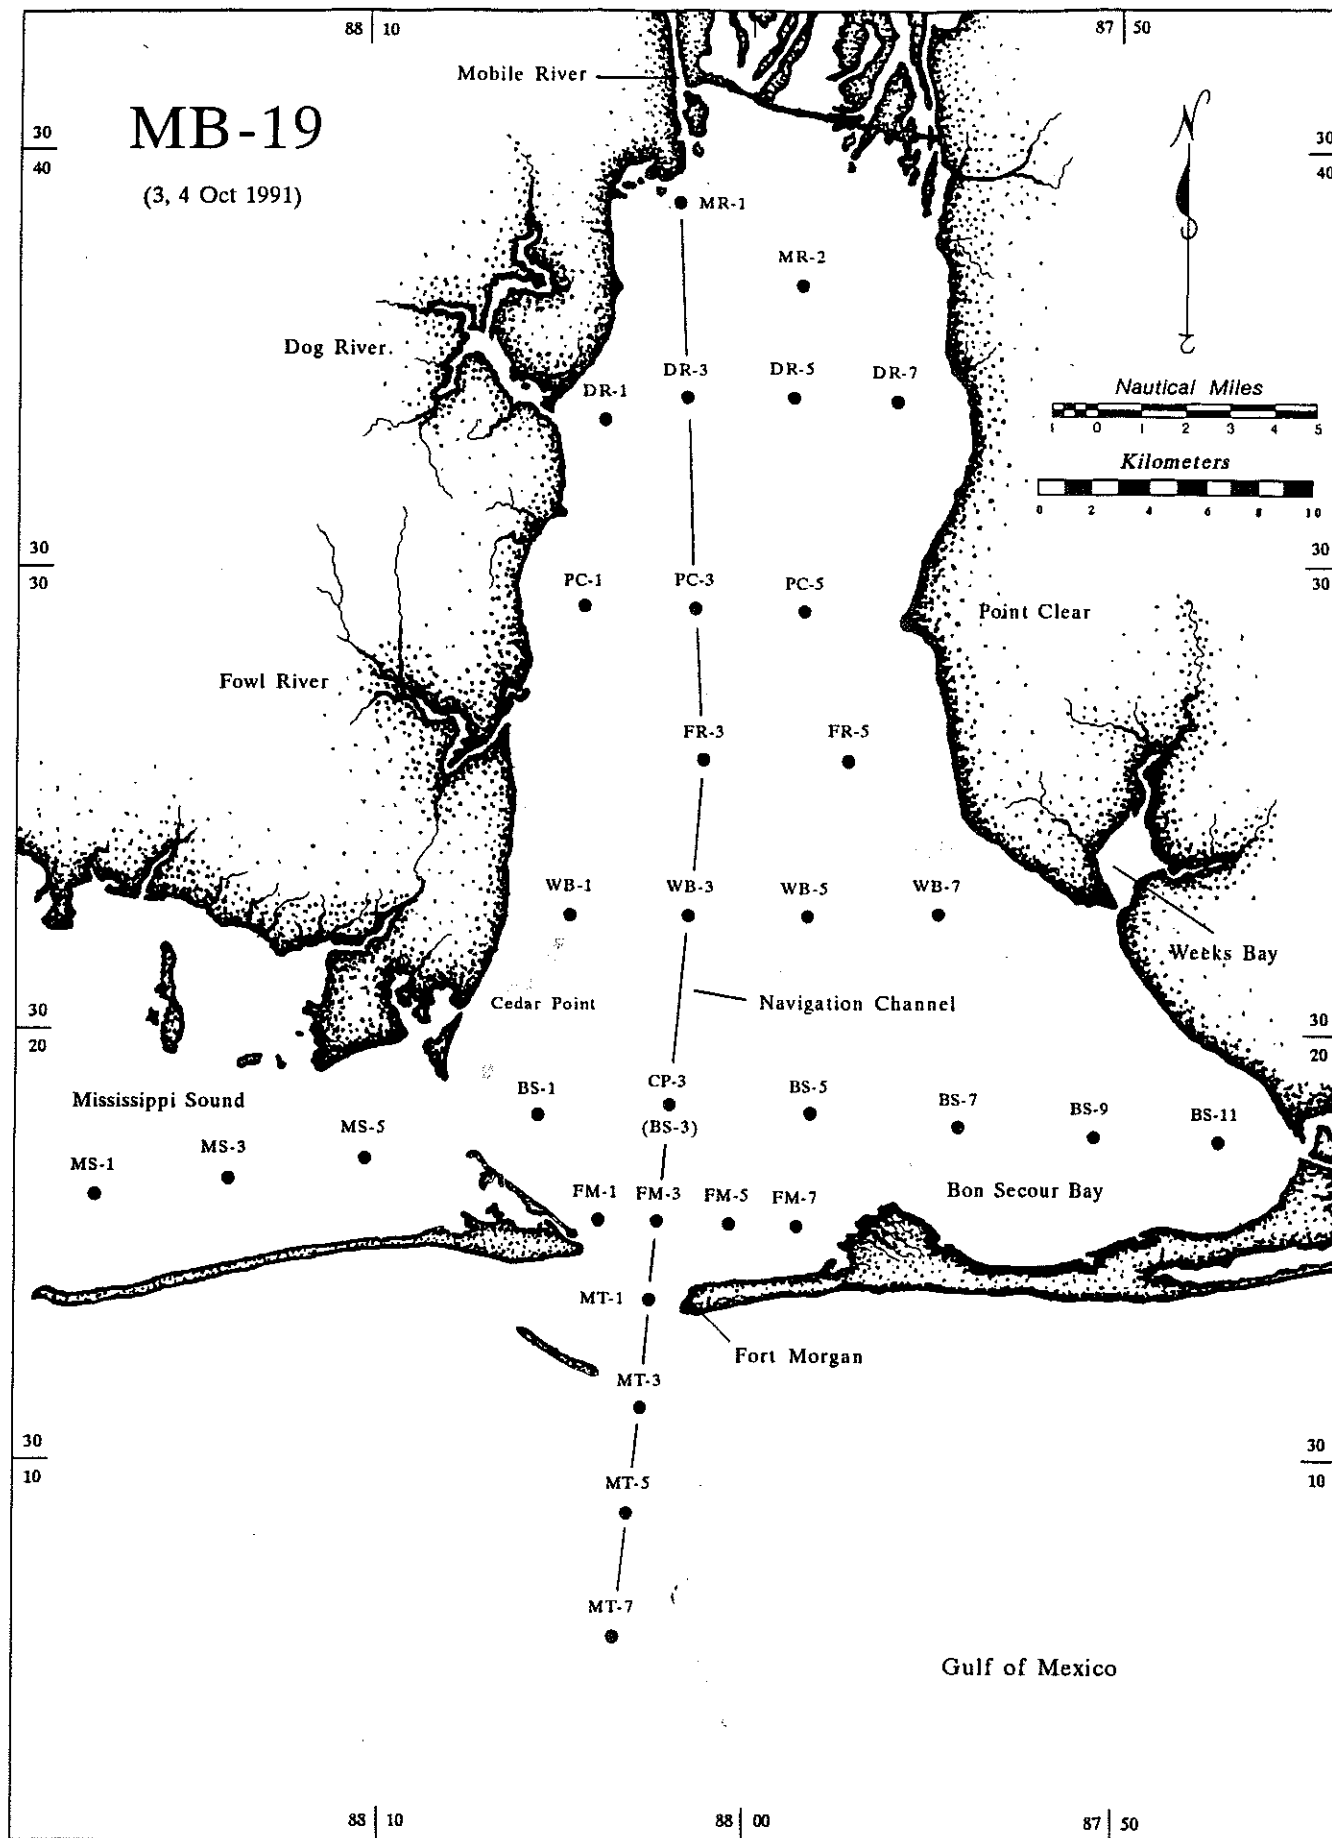 88 10
87 50
Mobile River
MB-19
30
40
30
40
(3, 4 Oct 1991)
N
MR-1
MR-2
Dog River
DR-1
DR-3
DR-5
DR-7
Nautical Miles
1 0 1 2 3 4 5
Kilometers
0 2 4 6 8 10
30
30
30
30
PC-1
PC-3
PC-5
Point Clear
Fowl River
FR-3
FR-5
WB-1
WB-3
WB-5
WB-7
Weeks Bay
Cedar Point
Navigation Channel
30
20
30
20
Mississippi Sound
BS-1
CP-3
(BS-3)
BS-5
BS-7
BS-9
BS-11
MS-1
MS-3
MS-5
FM-1
FM-3
FM-5
FM-7
Bon Secour Bay
MT-1
Fort Morgan
MT-3
30
10
30
10
MT-5
MT-7
Gulf of Mexico
88 10
88 00
87 50